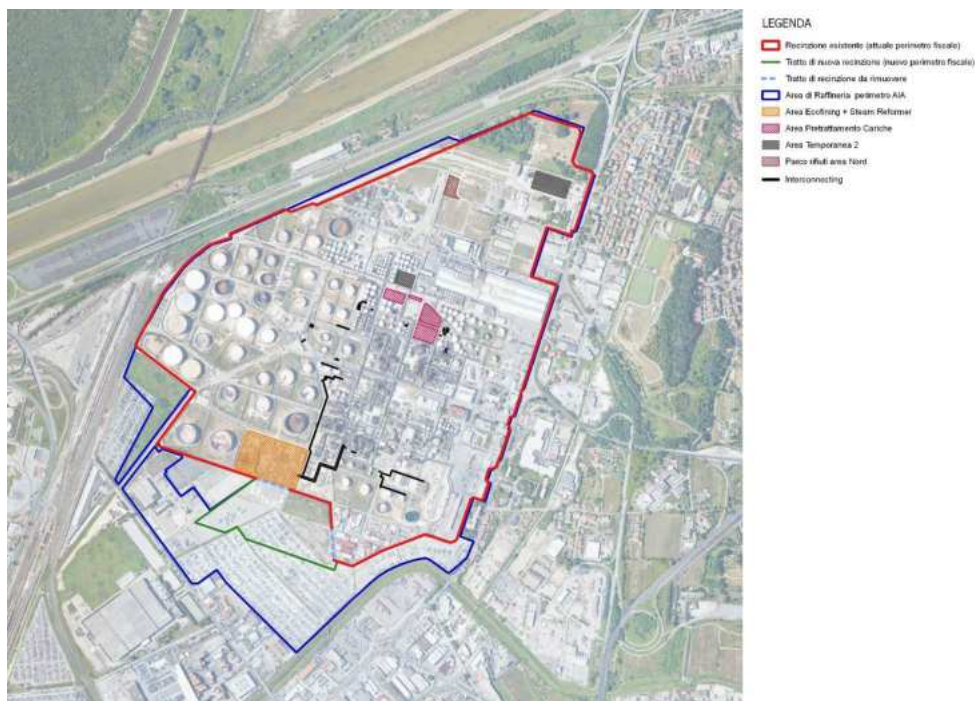 LEGENDA
Recinzione esistente (attuale perimetro fiscale)
Tratto di nuova recinzione (nuovo perimetro fiscale)
Tratto di recinzione da rimuovere
Area di Raffineria perimetro AIA
Area Ecofining + Steam Reformer
Area Pretrattamento Cariche
Area Temporanea 2
Parco rifiuti area Nord
Interconnecting